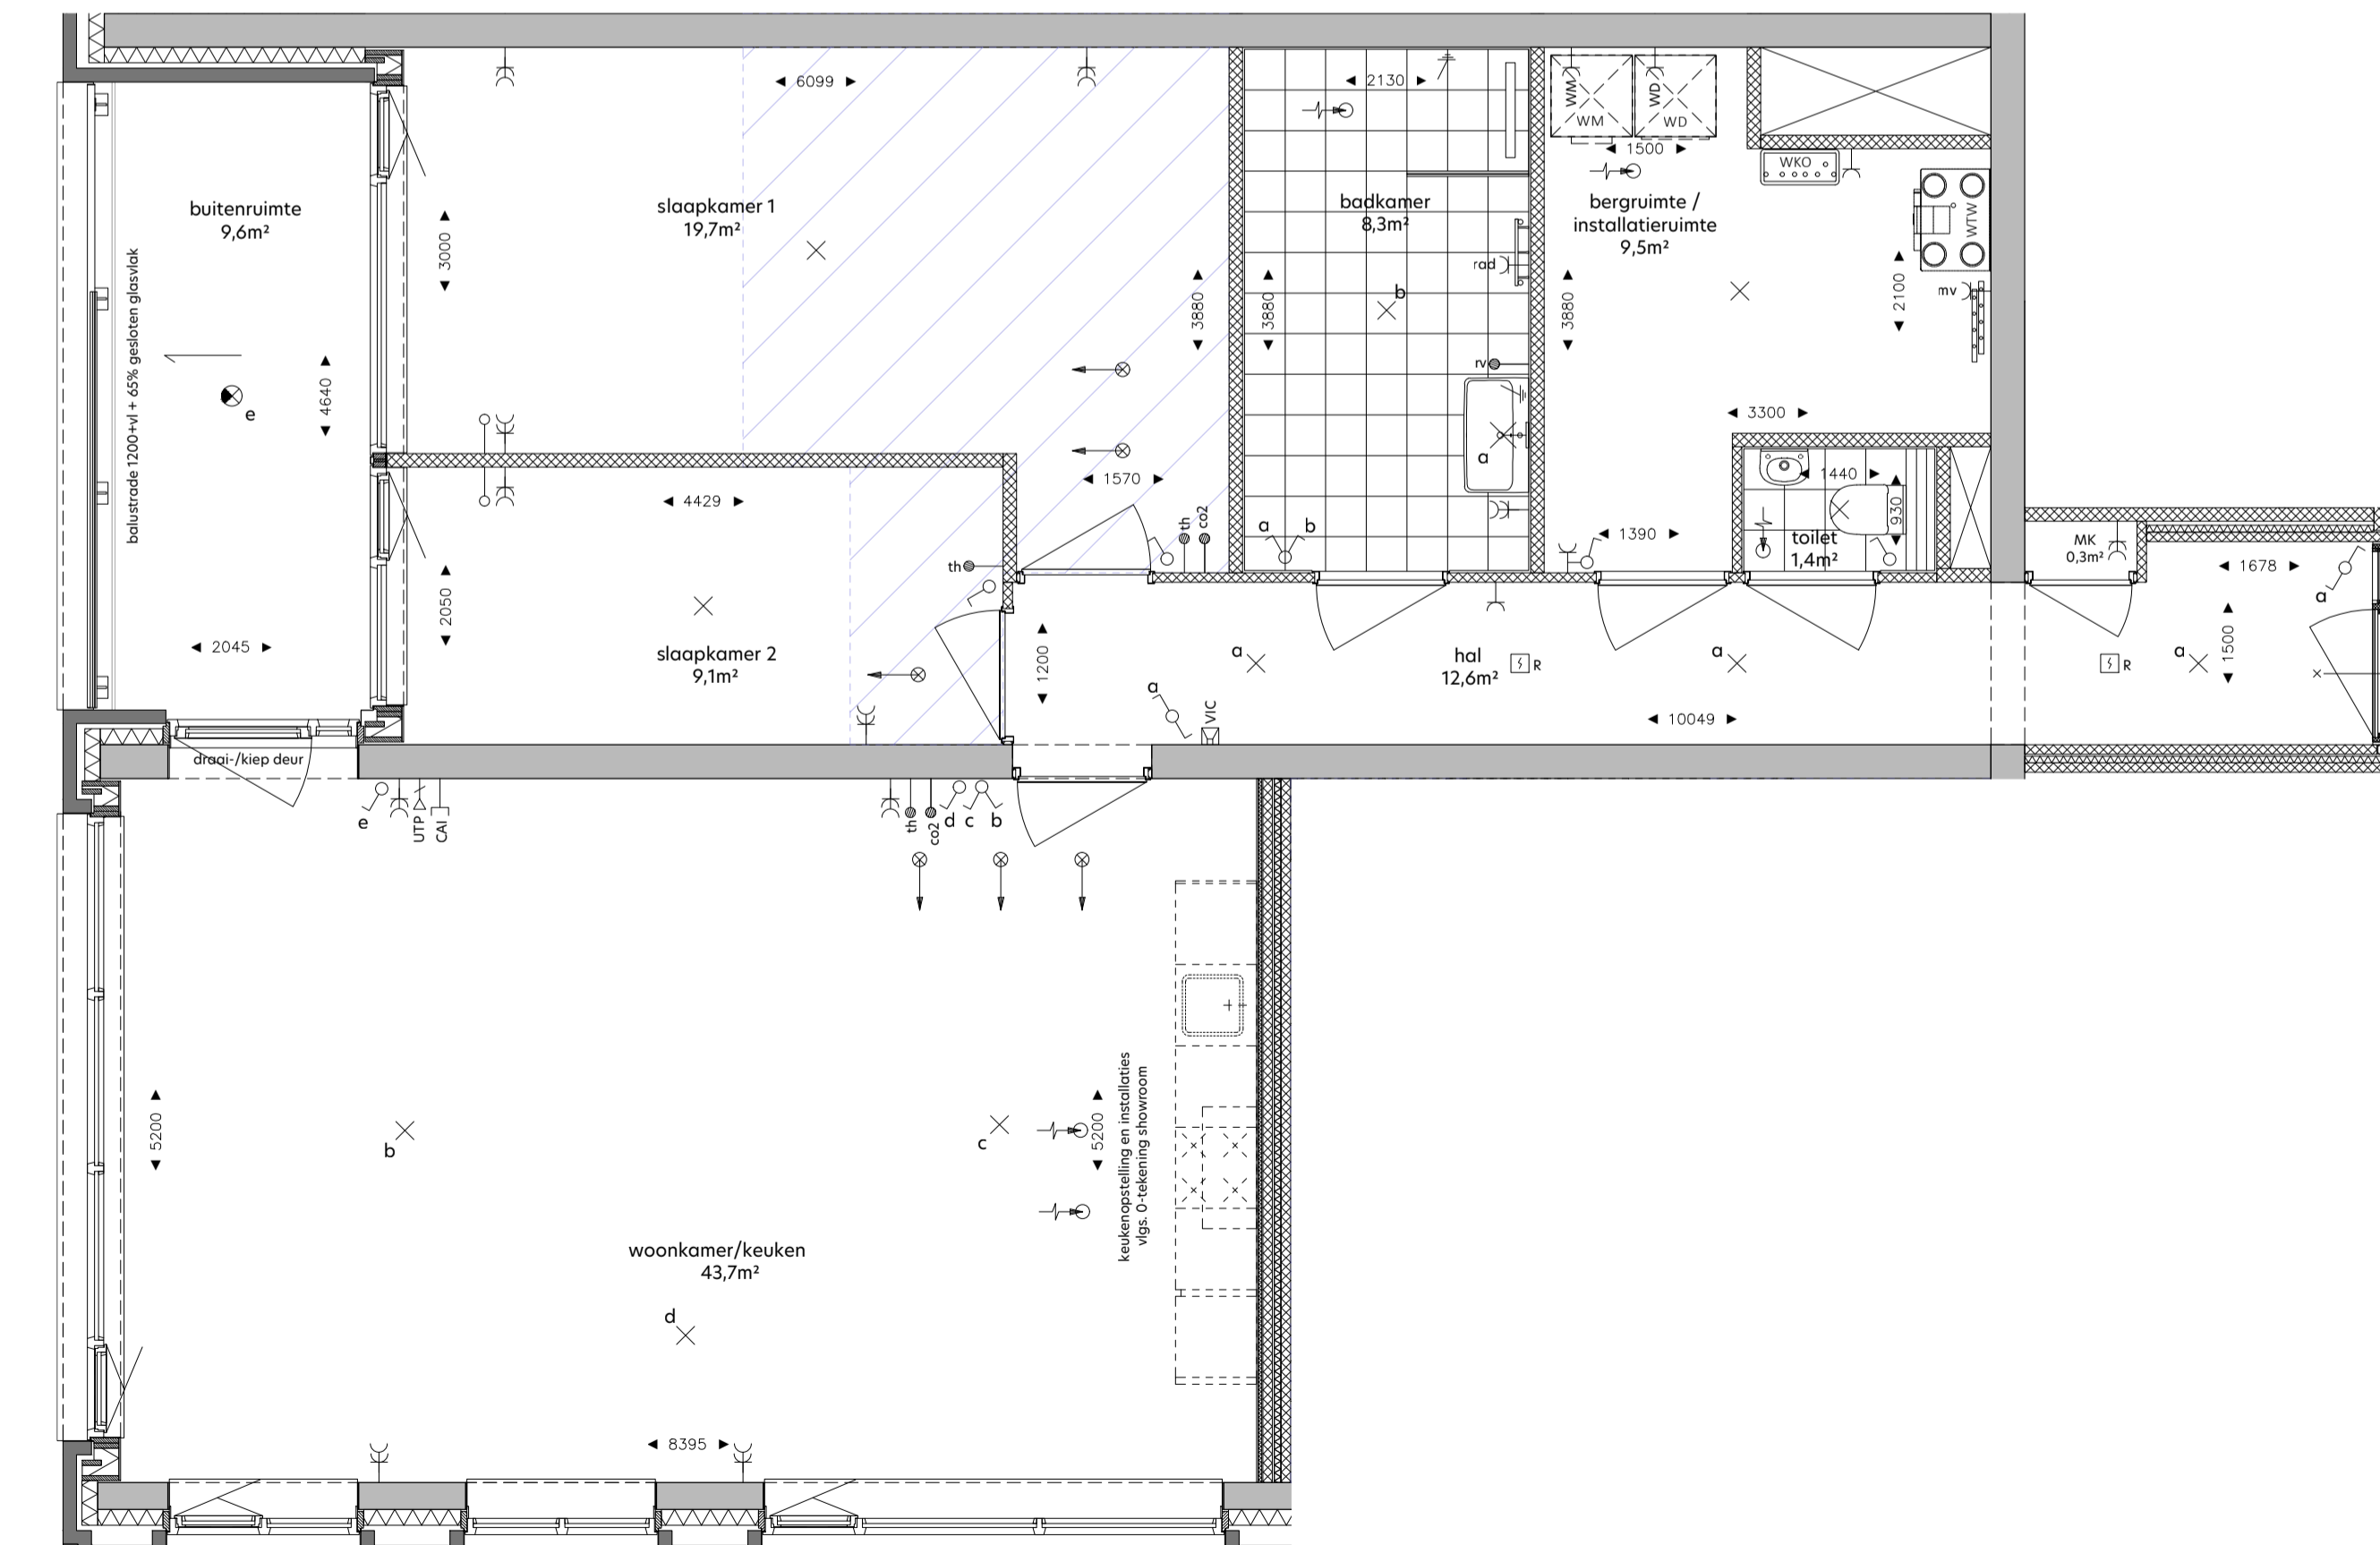 6099
2130
WM
WD
WM
WD
1500
WKO
buitenruimte
9,6m²
slaapkamer 1
19,7m²
badkamer
8,3m²
bergruimte /
installatieruimte
9,5m²
WTW
3000
balustrade 1200+vl + 65% gesloten glasvlak
rad
mv
b
3880
3880
3880
2100
4640
e
rv
3300
a
4429
1570
1440
930
a
b
th
co2
1390
toilet
1,4m²
MK
0,3m²
th
1678
a
2050
2045
slaapkamer 2
9,1m²
1200
a
hal
12,6m²
R
a
R
a
1500
a
VIC
10049
draai-/kiep deur
e
UTP
CAI
th
co2
d
c
b
5200
b
c
5200
keukenopstelling en installaties
vlgs. 0-tekening showroom
woonkamer/keuken
43,7m²
d
8395